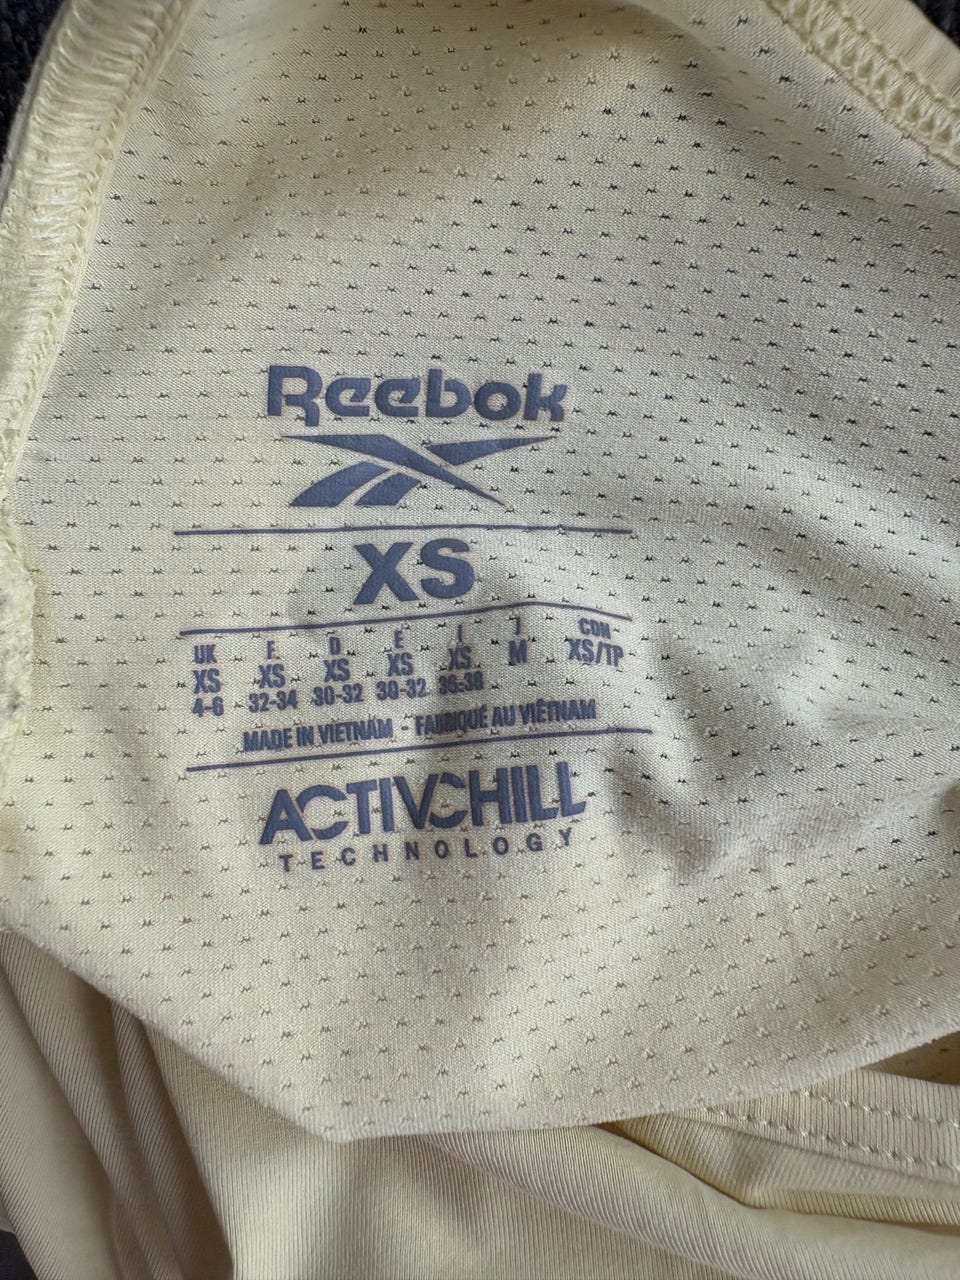 Reebok
XS
UK F D E I J CDN
XS XS XS XS XS M XS/TP
4-6 32-34 30-32 30-32 36-38
MADE IN VIETNAM - FABRIQUÉ AU VIÊTNAM
ACTIVCHILL
TECHNOLOGY